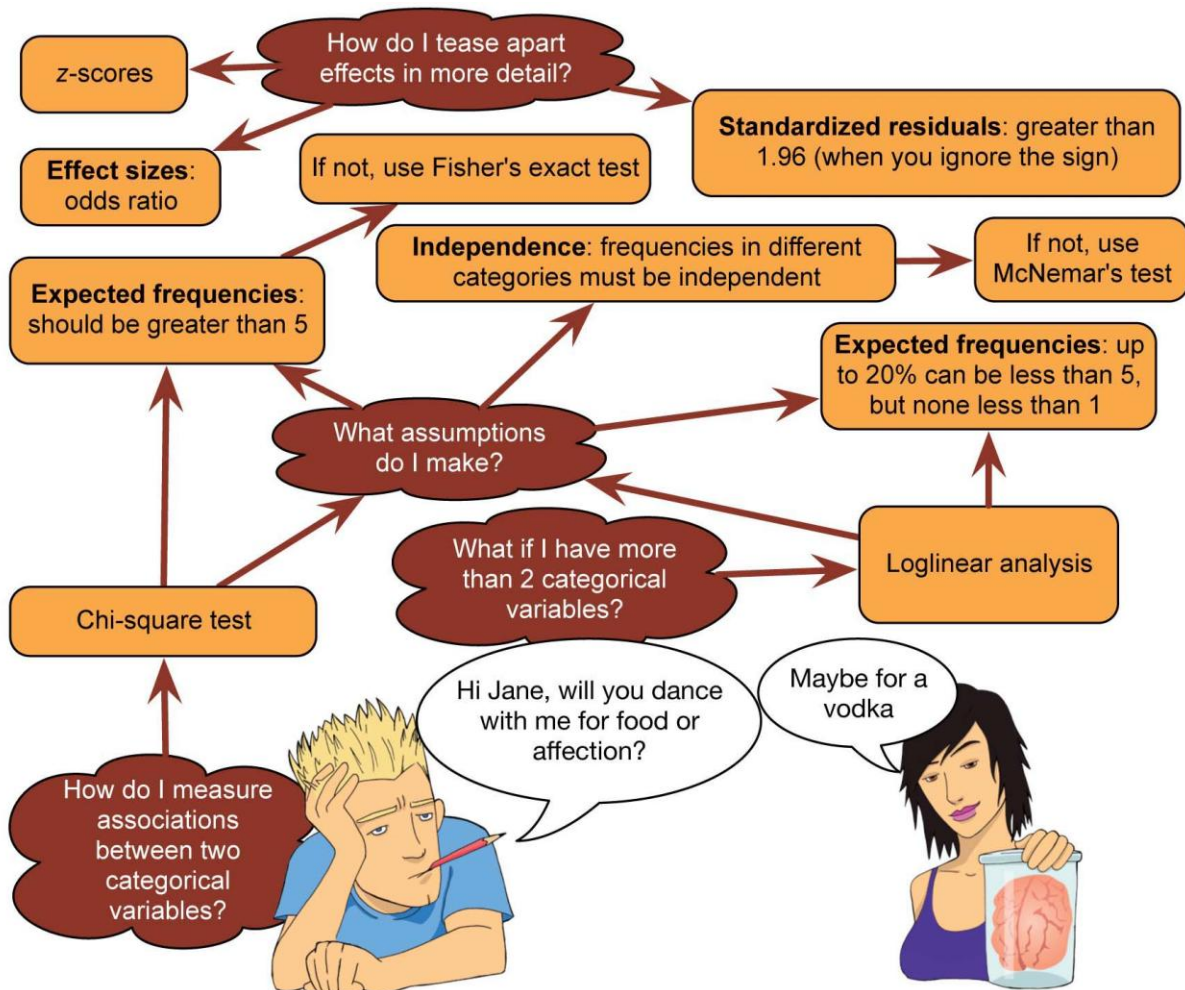 How do I tease apart
effects in more detail?
z-scores
Standardized residuals: greater than
1.96 (when you ignore the sign)
Effect sizes:
odds ratio
If not, use Fisher's exact test
Independence: frequencies in different
categories must be independent
If not, use
McNemar's test
Expected frequencies:
should be greater than 5
Expected frequencies: up
to 20% can be less than 5,
but none less than 1
What assumptions
do I make?
What if I have more
than 2 categorical
variables?
Loglinear analysis
Chi-square test
Hi Jane, will you dance
with me for food or
affection?
Maybe for a
vodka
How do I measure
associations
between two
categorical
variables?